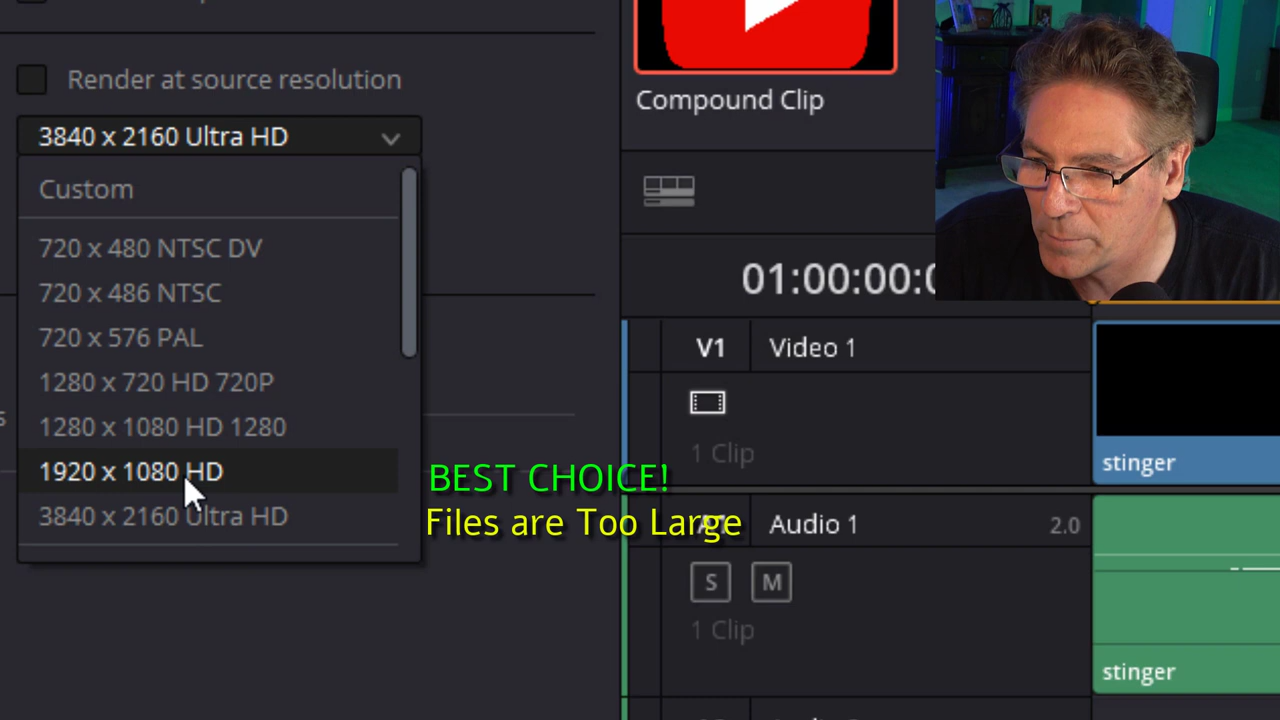 Render at source resolution
3840 x 2160 Ultra HD
Custom
720 x 480 NTSC DV
720 x 486 NTSC
720 x 576 PAL
1280 x 720 HD 720P
1280 x 1080 HD 1280
1920 x 1080 HD
3840 x 2160 Ultra HD
BEST CHOICE!
Files are Too Large
Compound Clip
01:00:00:0
V1 Video 1
1 Clip
stinger
A1 Audio 1 2.0
S M
1 Clip
stinger